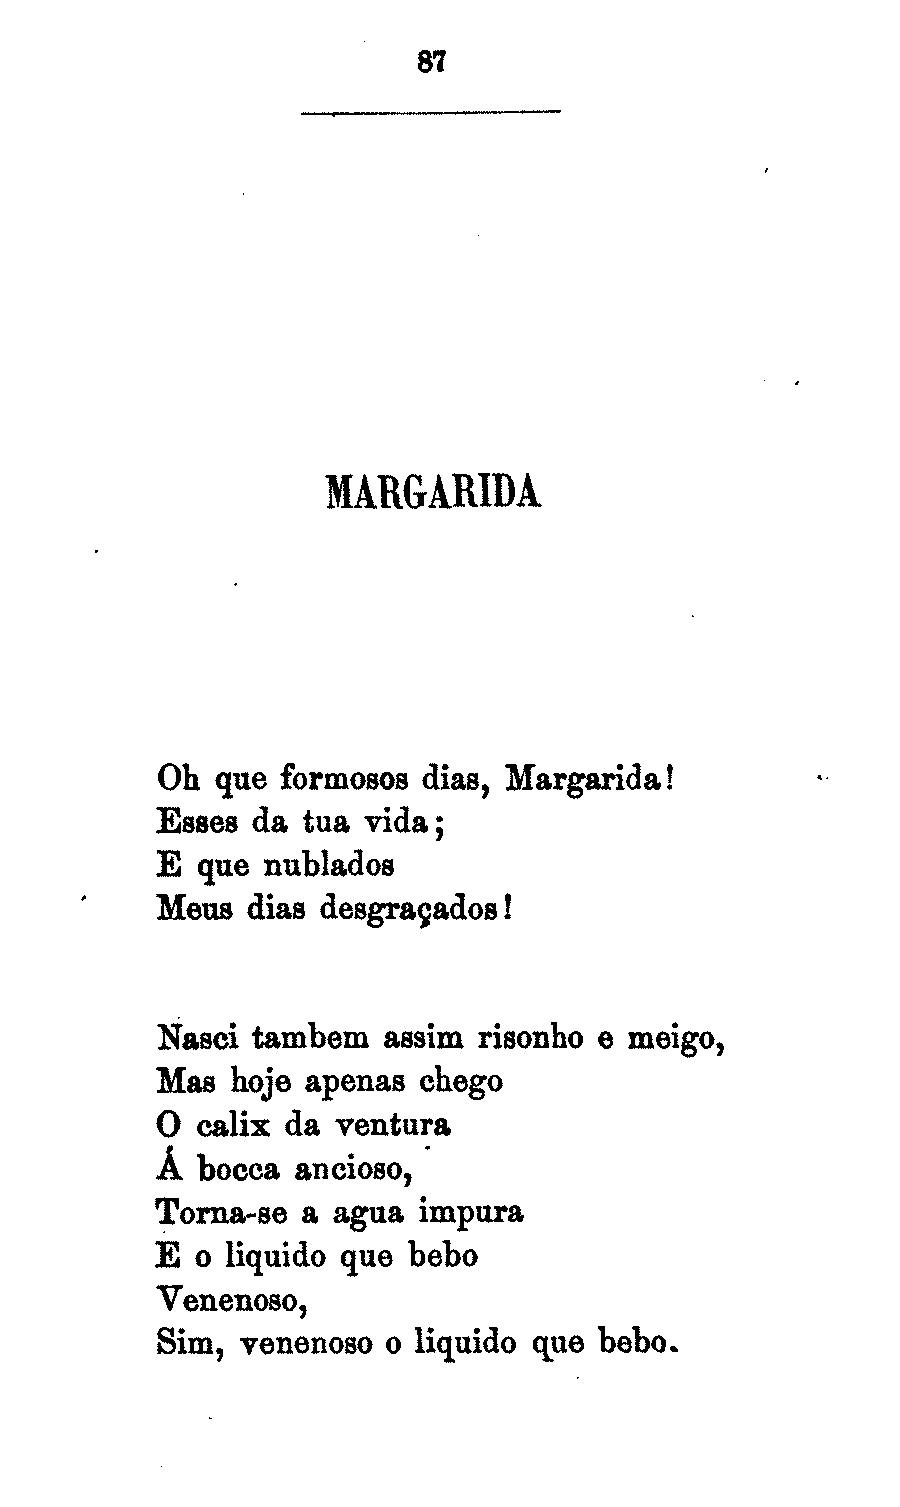 87
MARGARIDA
Oh que formosos dias, Margarida!
Esses da tua vida;
E que nublados
Meus dias desgraçados!
Nasci tambem assim risonho e meigo,
Mas hoje apenas chego
O calix da ventura
Á bocca ancioso,
Torna-se a agua impura
E o liquido que bebo
Venenoso,
Sim, venenoso o liquido que bebo.